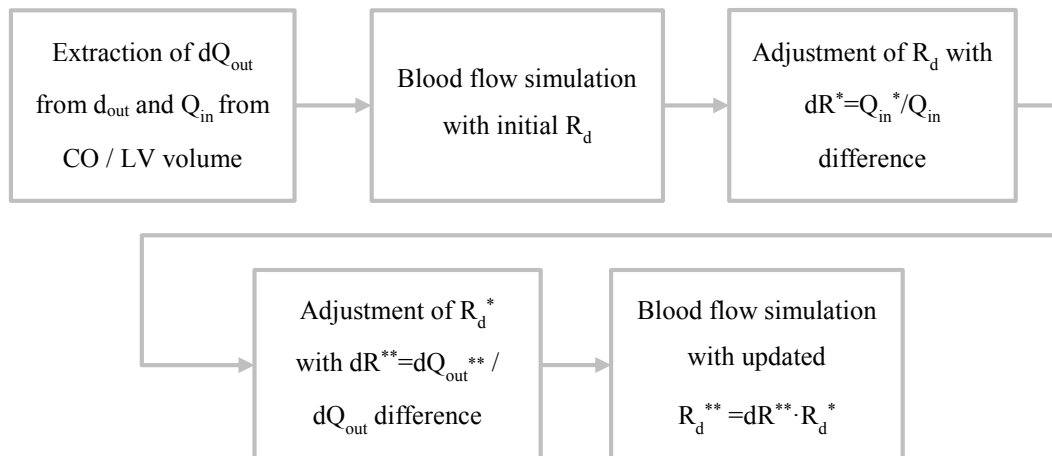 Extraction of dQout
from dout and Qin from
CO / LV volume
Blood flow simulation
with initial Rd
Adjustment of Rd with
dR*=Qin*/Qin
difference
Adjustment of Rd*
with dR**=dQout** /
dQout difference
Blood flow simulation
with updated
Rd** =dR**·Rd*